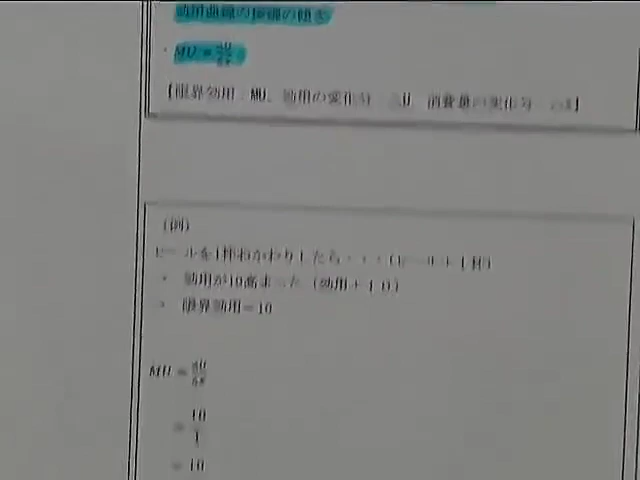 効用曲線の接線の傾き
・MU = ΔU/Δx
【限界効用:MU、効用の変化分:△U、消費量の変化分:△x】
(例)
ビールを1杯おかわりしたら・・・(ビール+1杯)
・ 効用が10高まった(効用+10)
・ 限界効用=10
MU = ΔU/Δx
= 10/1
= 10